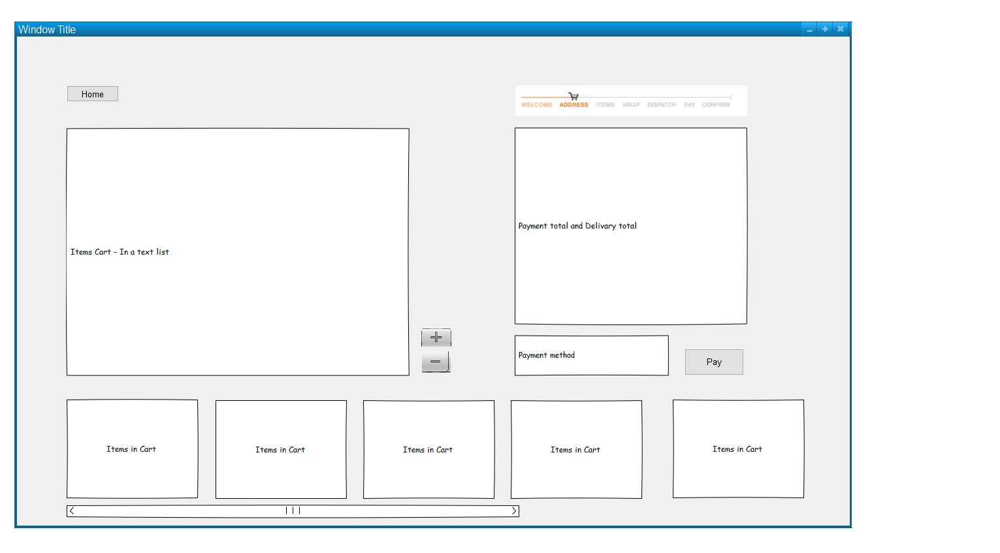 Window Title
Home
WELCOME ADDRESS ITEMS WRAP DISPATCH PAY CONFIRM
Payment total and Delivary total
Items Cart - In a text list
Payment method
Pay
Items in Cart
Items in Cart
Items in Cart
Items in Cart
Items in Cart